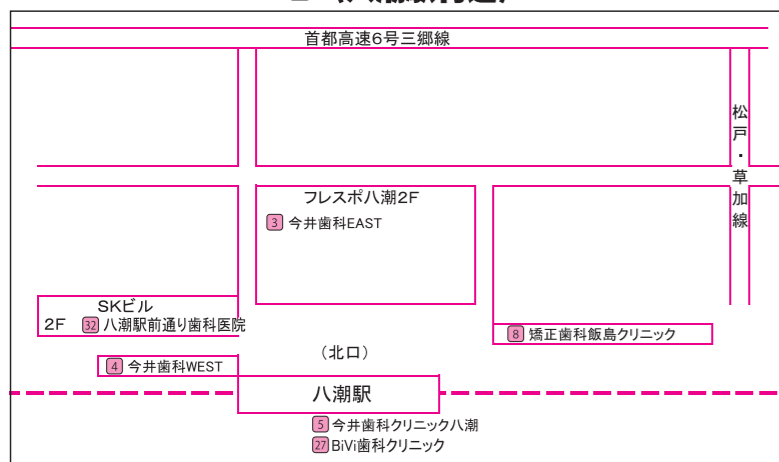 首都高速6号三郷線
松戸・草加線
フレスポ八潮2F
3 今井歯科EAST
SKビル
2F 32 八潮駅前通り歯科医院
8 矯正歯科飯島クリニック
(北口)
4 今井歯科WEST
八潮駅
5 今井歯科クリニック八潮
27 BiVi歯科クリニック